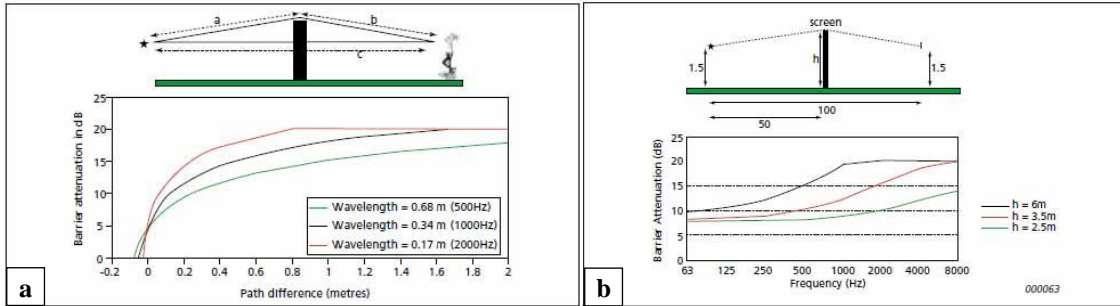 a
b
c
Barrier attenuation in dB
25
20
15
10
5
0
Wavelength = 0.68 m (500Hz)
Wavelength = 0.34 m (1000Hz)
Wavelength = 0.17 m (2000Hz)
-0.2 0 0.2 0.4 0.6 0.8 1 1.2 1.4 1.6 1.8 2
Path difference (metres)
a
screen
h
1.5
1.5
100
50
Barrier Attenuation (dB)
25
20
15
10
5
0
h = 6m
h = 3.5m
h = 2.5m
63 125 250 500 1000 2000 4000 8000
Frequency (Hz)
000063
b